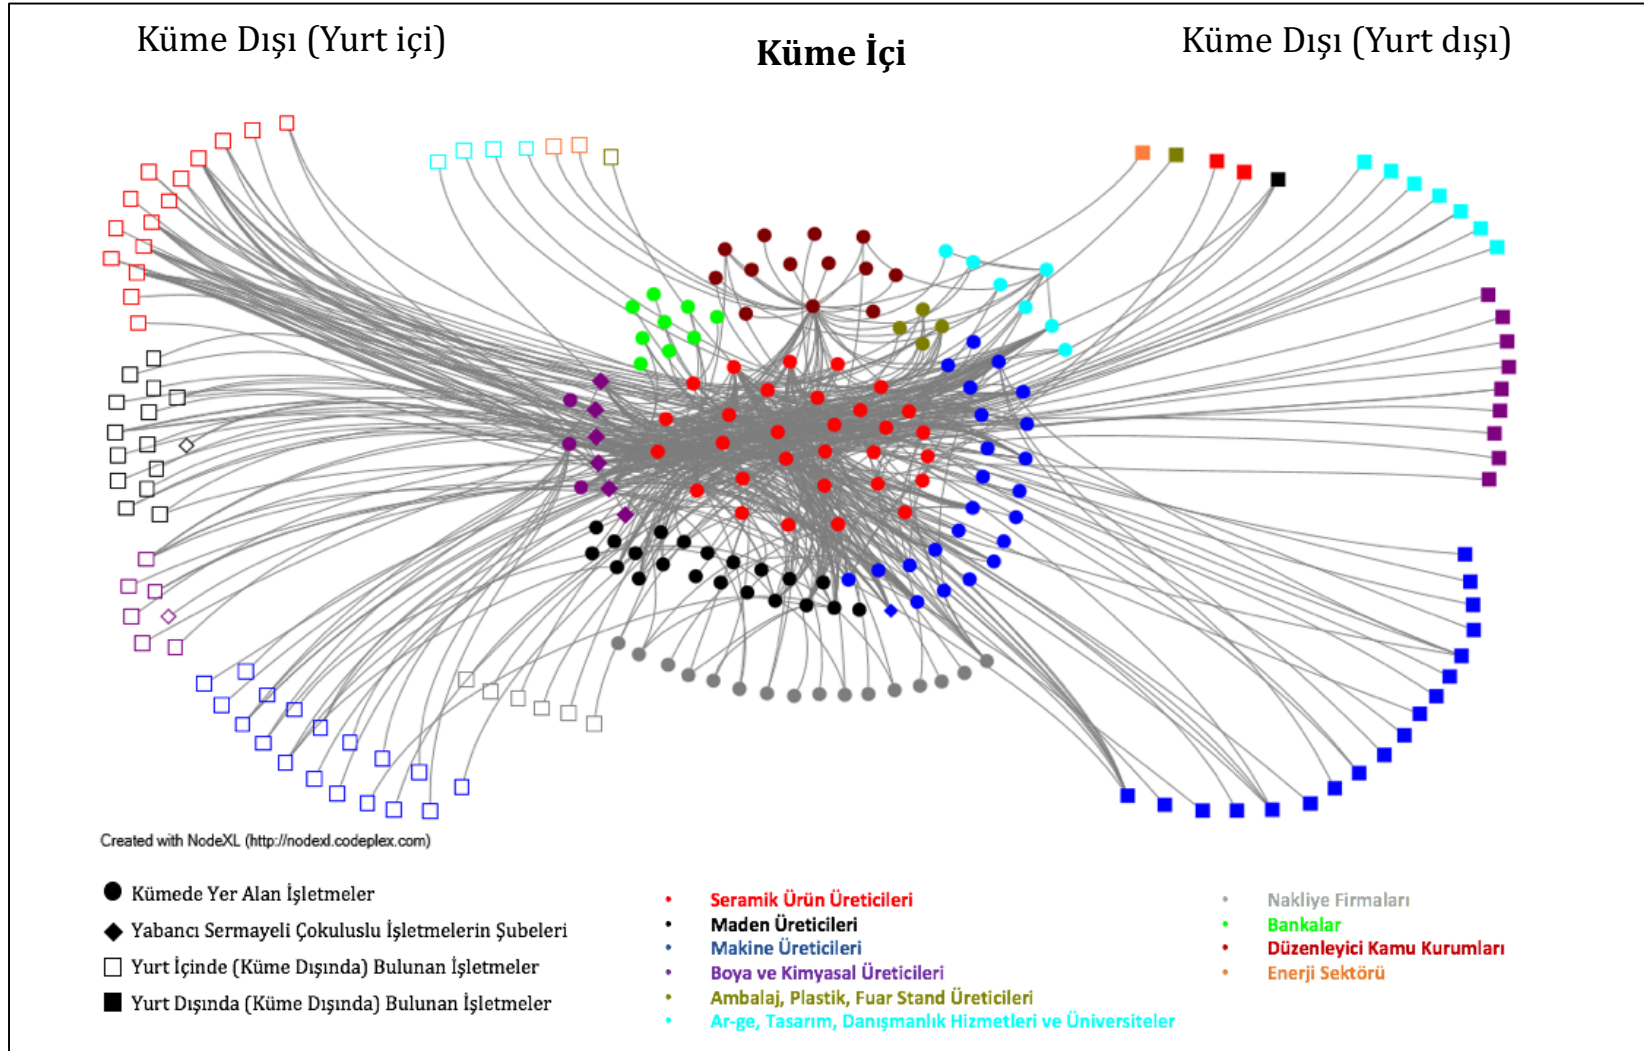 Küme Dışı (Yurt içi)
Küme İçi
Küme Dışı (Yurt dışı)
Created with NodeXL (http://nodexl.codeplex.com)
Kümede Yer Alan İşletmeler
Yabancı Sermayeli Çokuluslu İşletmelerin Şubeleri
Yurt İçinde (Küme Dışında) Bulunan İşletmeler
Yurt Dışında (Küme Dışında) Bulunan İşletmeler
Seramik Ürün Üreticileri
Maden Üreticileri
Makine Üreticileri
Boya ve Kimyasal Üreticileri
Ambalaj, Plastik, Fuar Stand Üreticileri
Ar-ge, Tasarım, Danışmanlık Hizmetleri ve Üniversiteler
Nakliye Firmaları
Bankalar
Düzenleyici Kamu Kurumları
Enerji Sektörü